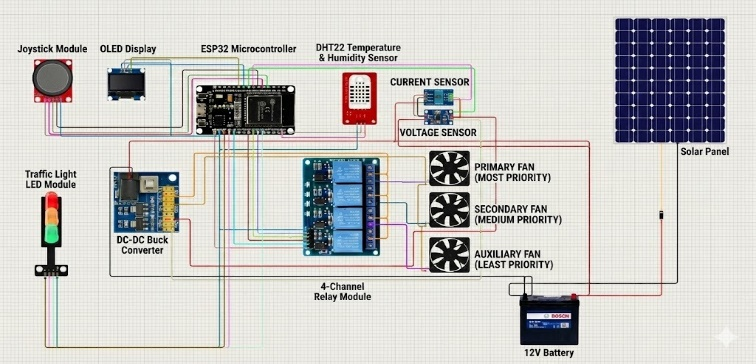 Joystick Module
OLED Display
ESP32 Microcontroller
DHT22 Temperature
& Humidity Sensor
CURRENT SENSOR
VOLTAGE SENSOR
Solar Panel
Traffic Light
LED Module
DC-DC Buck
Converter
PRIMARY FAN
(MOST PRIORITY)
SECONDARY FAN
(MEDIUM PRIORITY)
AUXILIARY FAN
(LEAST PRIORITY)
4-Channel
Relay Module
BOSCH
12V Battery